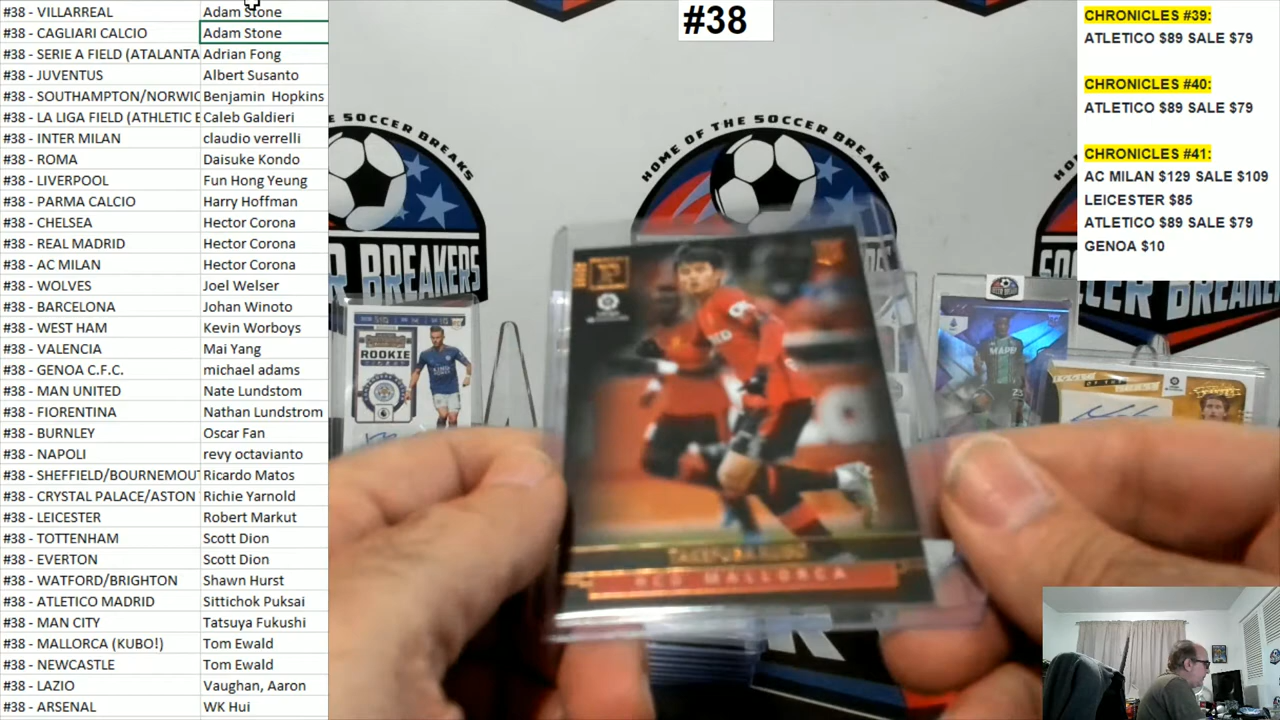 #38 - VILLARREAL Adam Stone
#38 - CAGLIARI CALCIO Adam Stone
#38 - SERIE A FIELD (ATALANTA Adrian Fong
#38 - JUVENTUS Albert Susanto
#38 - SOUTHAMPTON/NORWIC Benjamin Hopkins
#38 - LA LIGA FIELD (ATHLETIC B Caleb Galdieri
#38 - INTER MILAN claudio verrelli
#38 - ROMA Daisuke Kondo
#38 - LIVERPOOL Fun Hong Yeung
#38 - PARMA CALCIO Harry Hoffman
#38 - CHELSEA Hector Corona
#38 - REAL MADRID Hector Corona
#38 - AC MILAN Hector Corona
#38 - WOLVES Joel Welser
#38 - BARCELONA Johan Winoto
#38 - WEST HAM Kevin Worboys
#38 - VALENCIA Mai Yang
#38 - GENOA C.F.C. michael adams
#38 - MAN UNITED Nate Lundstom
#38 - FIORENTINA Nathan Lundstrom
#38 - BURNLEY Oscar Fan
#38 - NAPOLI revy octavianto
#38 - SHEFFIELD/BOURNEMOUT Ricardo Matos
#38 - CRYSTAL PALACE/ASTON Richie Yarnold
#38 - LEICESTER Robert Markut
#38 - TOTTENHAM Scott Dion
#38 - EVERTON Scott Dion
#38 - WATFORD/BRIGHTON Shawn Hurst
#38 - ATLETICO MADRID Sittichok Puksai
#38 - MAN CITY Tatsuya Fukushi
#38 - MALLORCA (KUBO!) Tom Ewald
#38 - NEWCASTLE Tom Ewald
#38 - LAZIO Vaughan, Aaron
#38 - ARSENAL WK Hui
#38
HOME OF THE SOCCER BREAKS
E SOCCER BREAKS
R BREAKERS
CCER BREAKER
ROOKIE
MAPEI
TAKEFUSA KUBO
RCD MALLORCA
CHRONICLES #39:
ATLETICO $89 SALE $79
CHRONICLES #40:
ATLETICO $89 SALE $79
CHRONICLES #41:
AC MILAN $129 SALE $109
LEICESTER $85
ATLETICO $89 SALE $79
GENOA $10